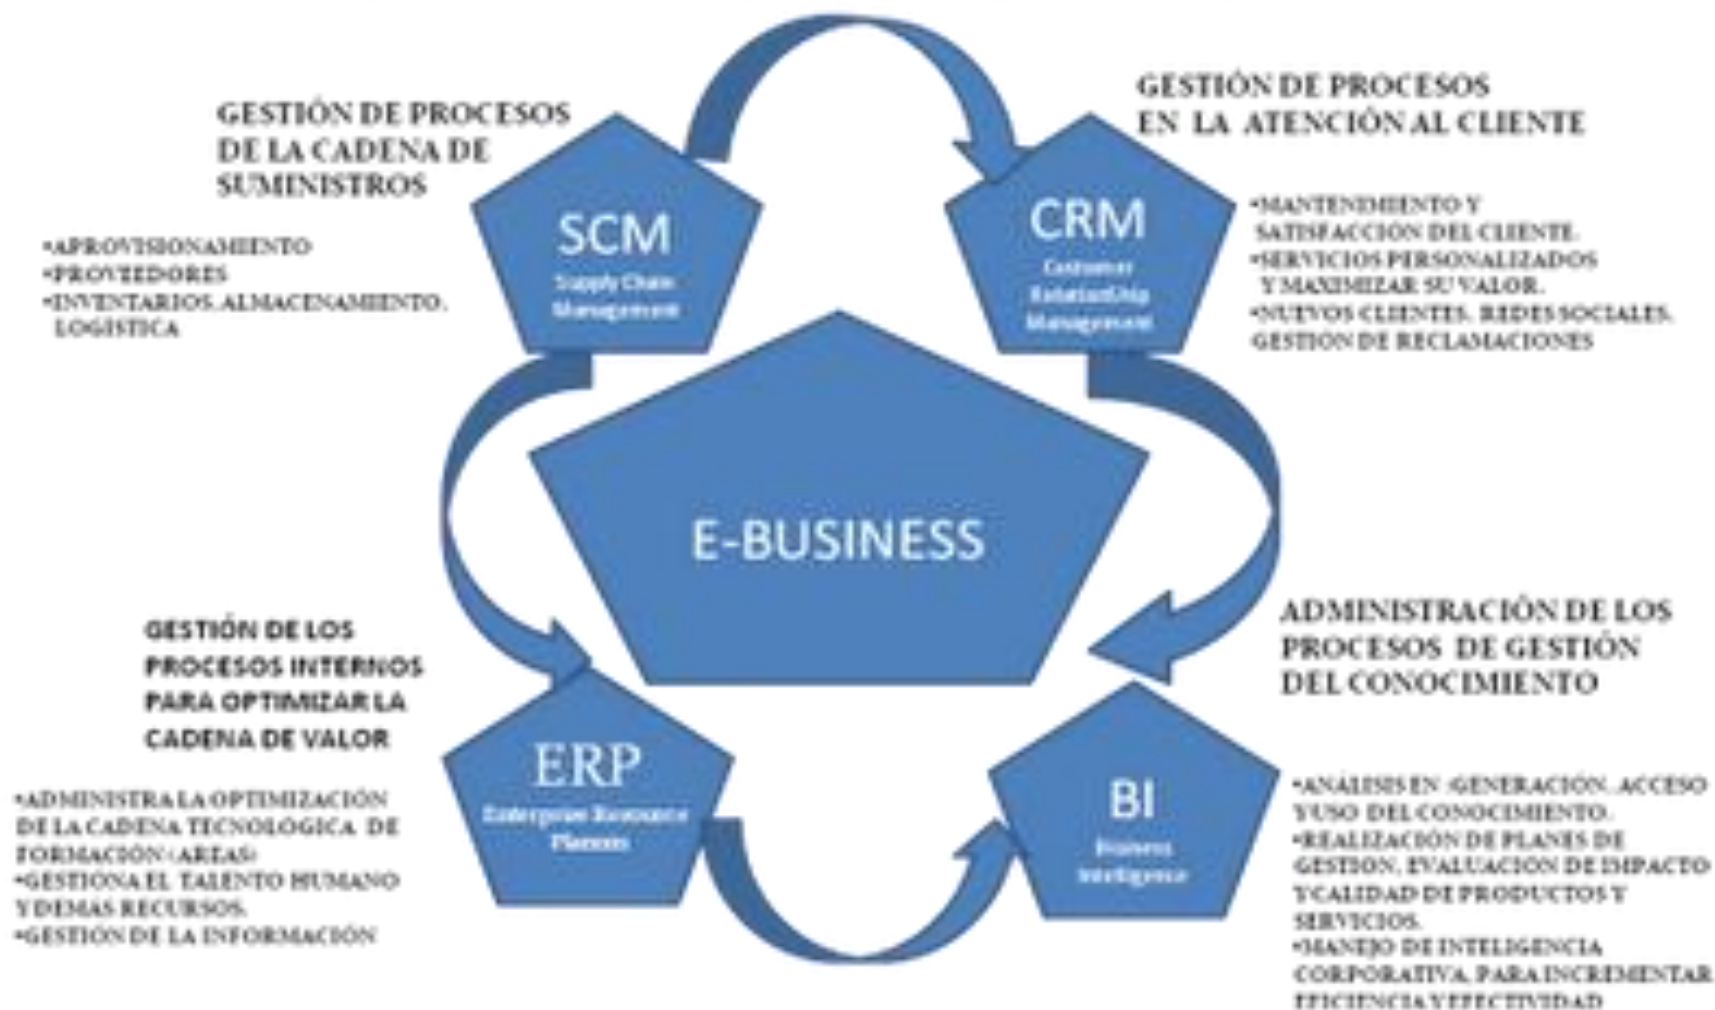 GESTIÓN DE PROCESOS
DE LA CADENA DE
SUMINISTROS
•APROVISIONAMIENTO
•PROVEEDORES
•INVENTARIOS, ALMACENAMIENTO,
LOGÍSTICA
SCM
Supply Chain
Management
GESTIÓN DE PROCESOS
EN LA ATENCIÓN AL CLIENTE
CRM
Customer
RelationShip
Management
•MANTENIMIENTO Y
SATISFACCIÓN DEL CLIENTE.
•SERVICIOS PERSONALIZADOS
Y MAXIMIZAR SU VALOR.
•NUEVOS CLIENTES, REDES SOCIALES,
GESTIÓN DE RECLAMACIONES
E-BUSINESS
GESTIÓN DE LOS
PROCESOS INTERNOS
PARA OPTIMIZAR LA
CADENA DE VALOR
•ADMINISTRA LA OPTIMIZACIÓN
DE LA CADENA TECNOLÓGICA DE
FORMACIÓN (AREAS)
•GESTIONA EL TALENTO HUMANO
Y DEMÁS RECURSOS.
•GESTIÓN DE LA INFORMACIÓN
ERP
Enterprise Resource
ADMINISTRACIÓN DE LOS
PROCESOS DE GESTIÓN
DEL CONOCIMIENTO
BI
Intelligence
•ANÁLISIS EN :GENERACIÓN, ACCESO
Y USO DEL CONOCIMIENTO.
•REALIZACIÓN DE PLANES DE
GESTIÓN, EVALUACIÓN DE IMPACTO
Y CALIDAD DE PRODUCTOS Y
SERVICIOS.
•MANEJO DE INTELIGENCIA
CORPORATIVA, PARA INCREMENTAR
EFICIENCIA Y EFECTIVIDAD